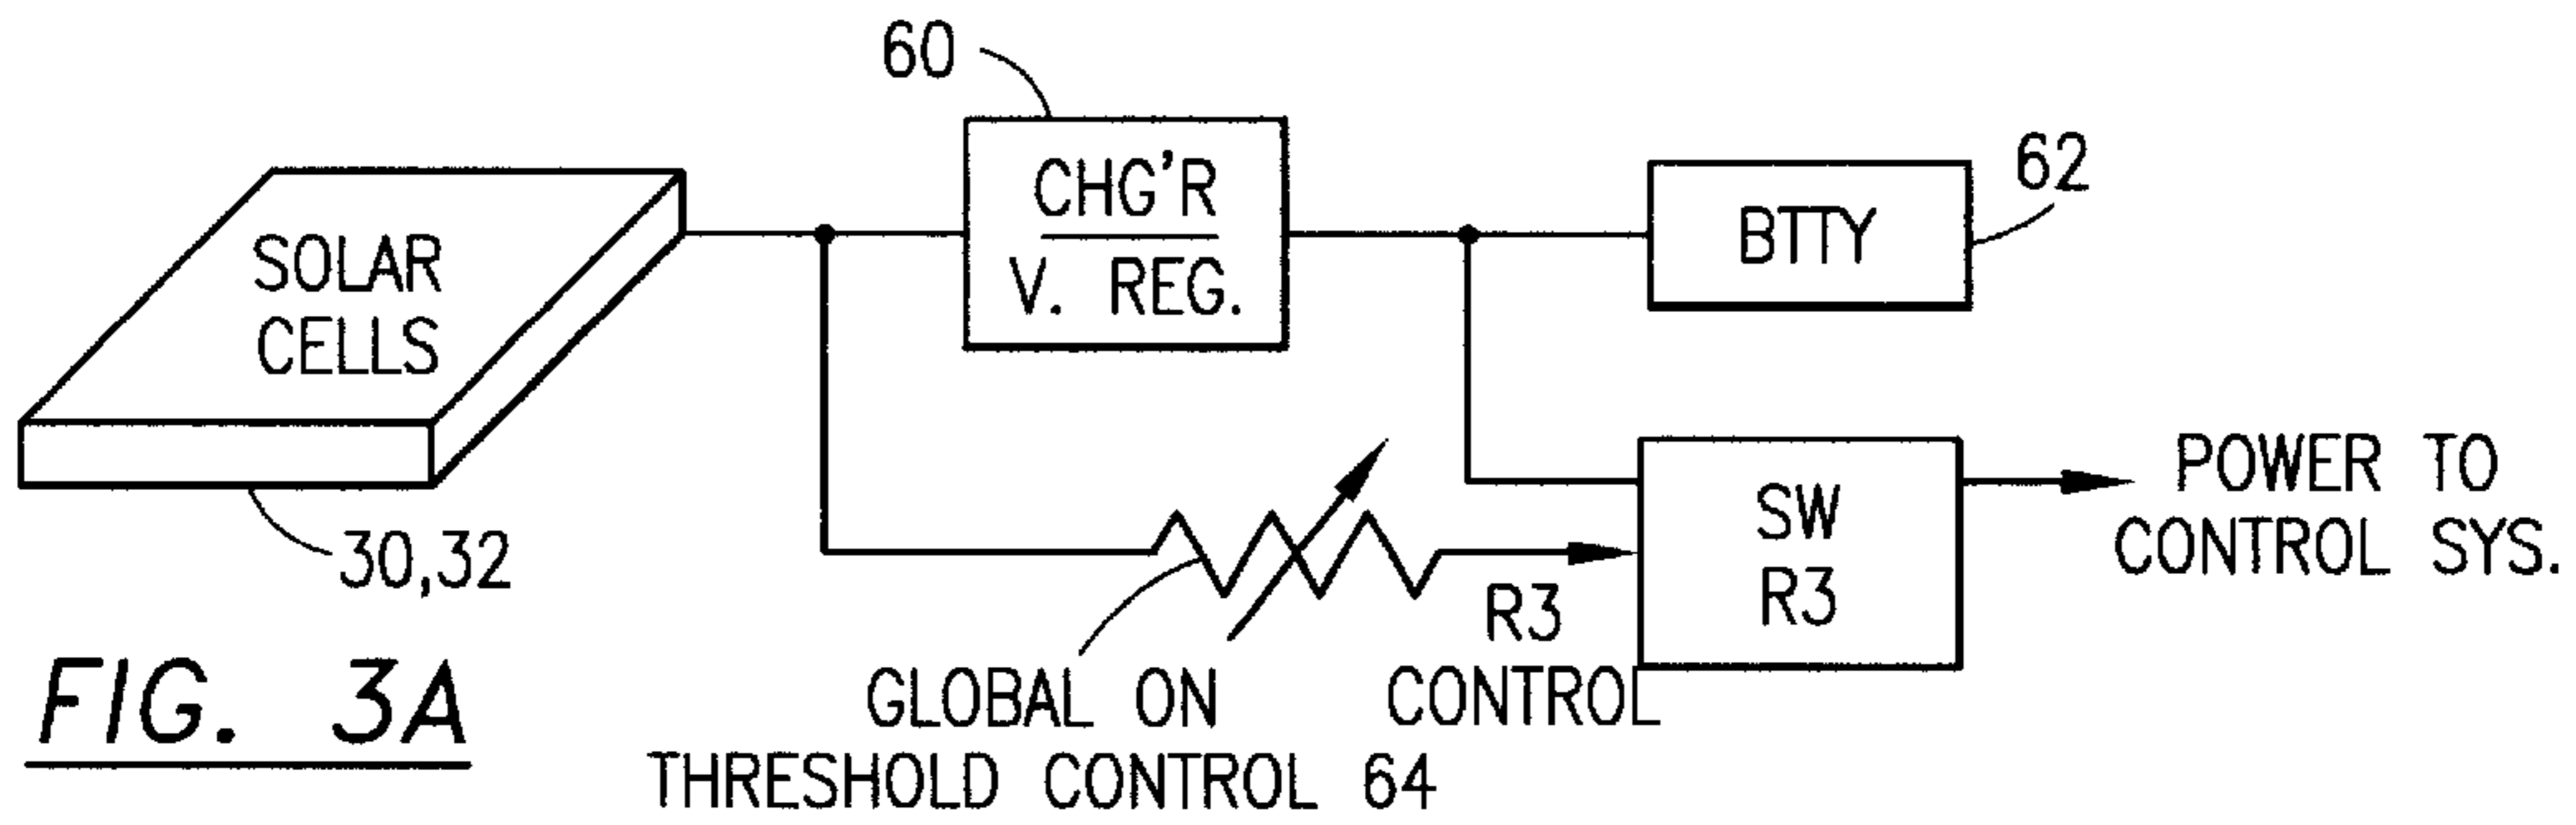 60
CHG'R
V. REG.
62
BTTY
SOLAR
CELLS
30,32
SW
R3
POWER TO
CONTROL SYS.
R3
CONTROL
GLOBAL ON
THRESHOLD CONTROL 64
FIG. 3A